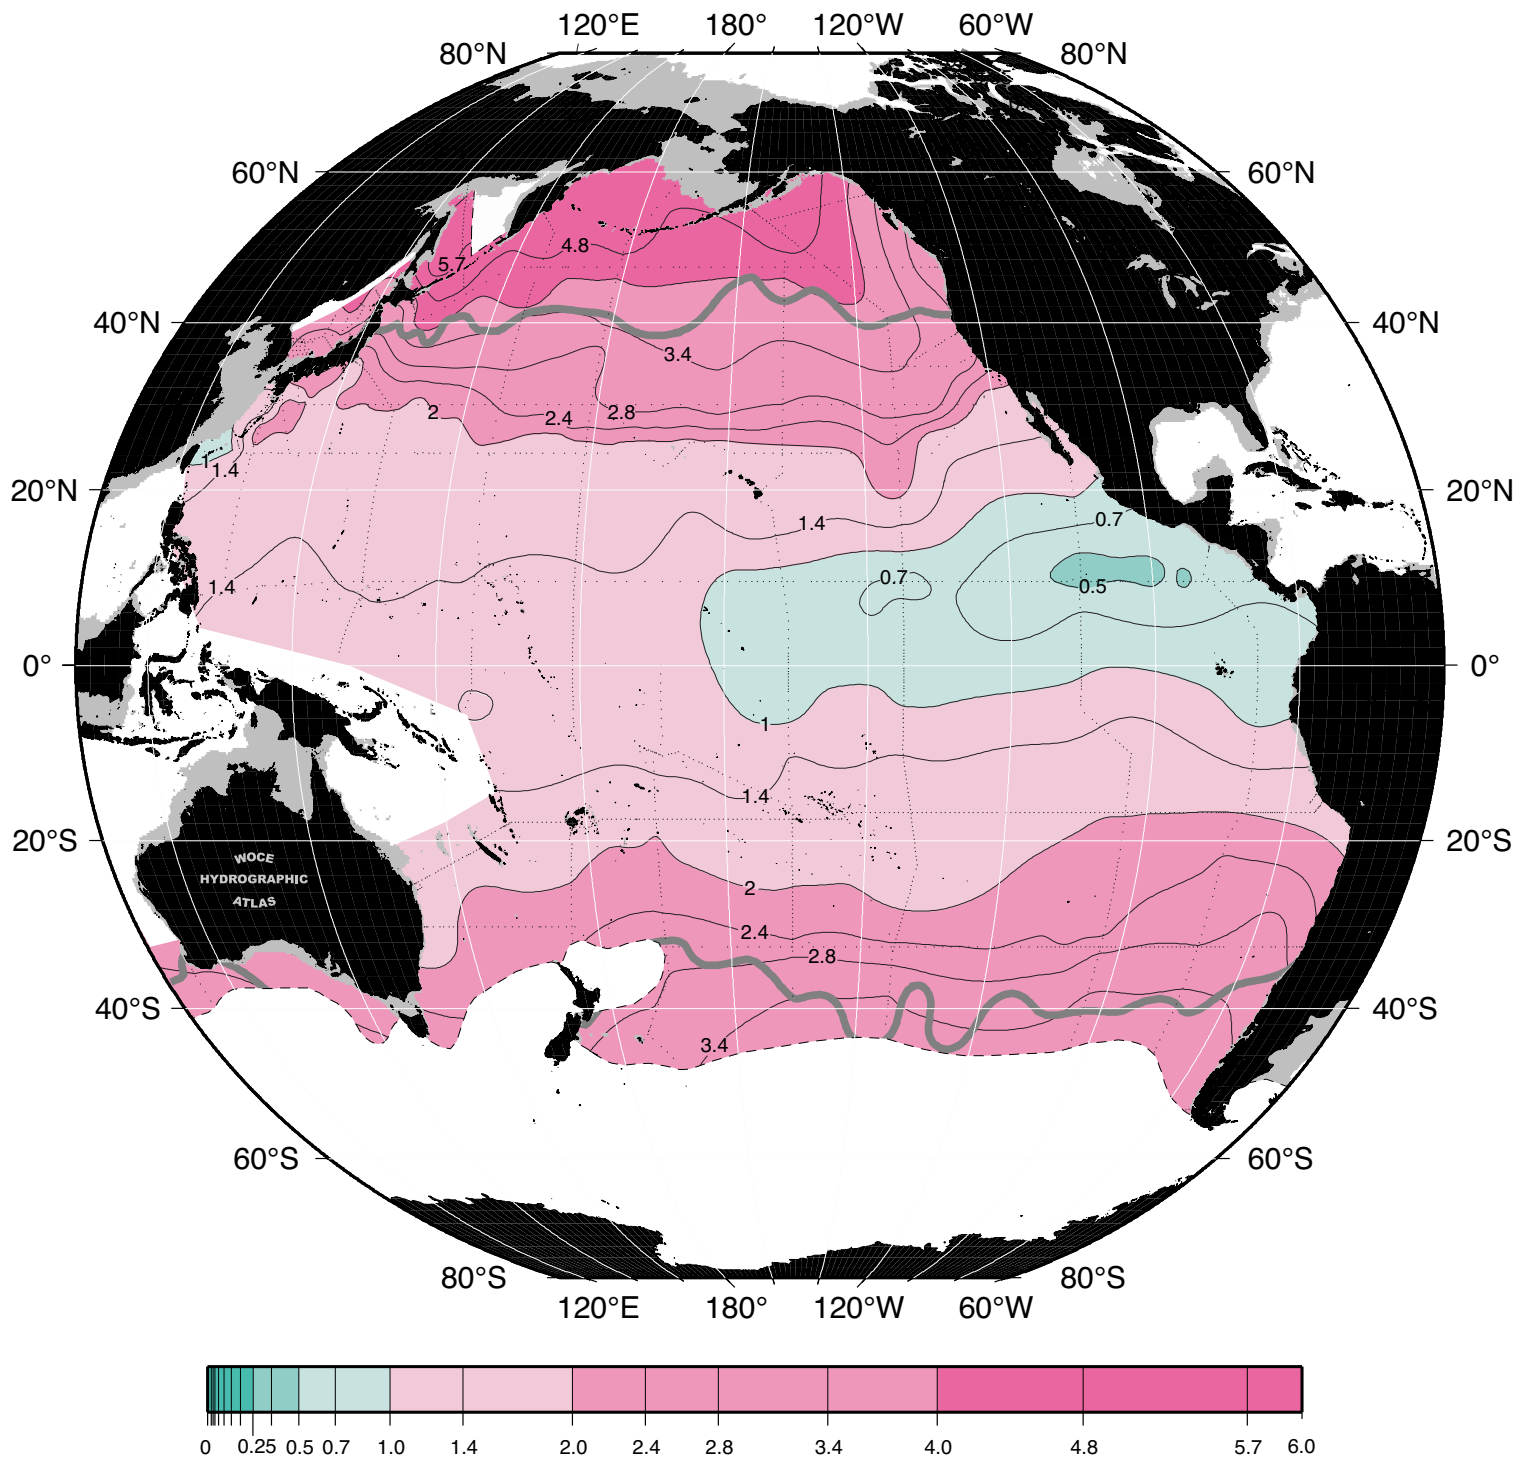 120°E 180° 120°W 60°W
80°N 80°N
60°N 60°N
4.8
5.7
40°N 40°N
3.4
2 2.4 2.8
1 1.4
20°N 20°N
1.4 0.7
1.4 0.7 0.5
0° 0°
1
1.4
20°S 20°S
WOCE
HYDROGRAPHIC
ATLAS
2
2.4
2.8
40°S 40°S
3.4
60°S 60°S
80°S 80°S
120°E 180° 120°W 60°W
0 0.25 0.5 0.7 1.0 1.4 2.0 2.4 2.8 3.4 4.0 4.8 5.7 6.0